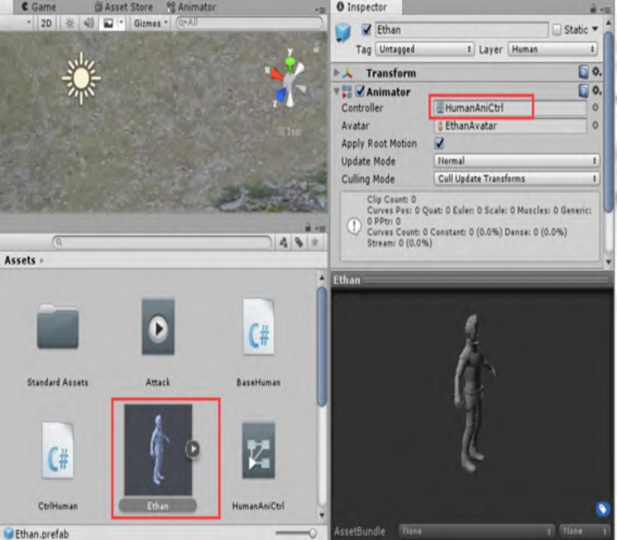 Game
Asset Store
Animator
2D
Gizmos
All
Y
Z
Iso
Assets
Standard Assets
Attack
C#
BaseHuman
C#
CtrlHuman
Ethan
HumanAniCtrl
Ethan.prefab
Inspector
Ethan
Static
Tag Untagged
Layer Human
Transform
Animator
Controller
HumanAniCtrl
Avatar
EthanAvatar
Apply Root Motion
Update Mode
Normal
Culling Mode
Cull Update Transforms
Clip Count: 0
Curves Pos: 0 Quat: 0 Euler: 0 Scale: 0 Muscles: 0 Generic:
0 PPtr: 0
Curves Count: 0 Constant: 0 (0.0%) Dense: 0 (0.0%)
Stream: 0 (0.0%)
Ethan
AssetBundle
None
None